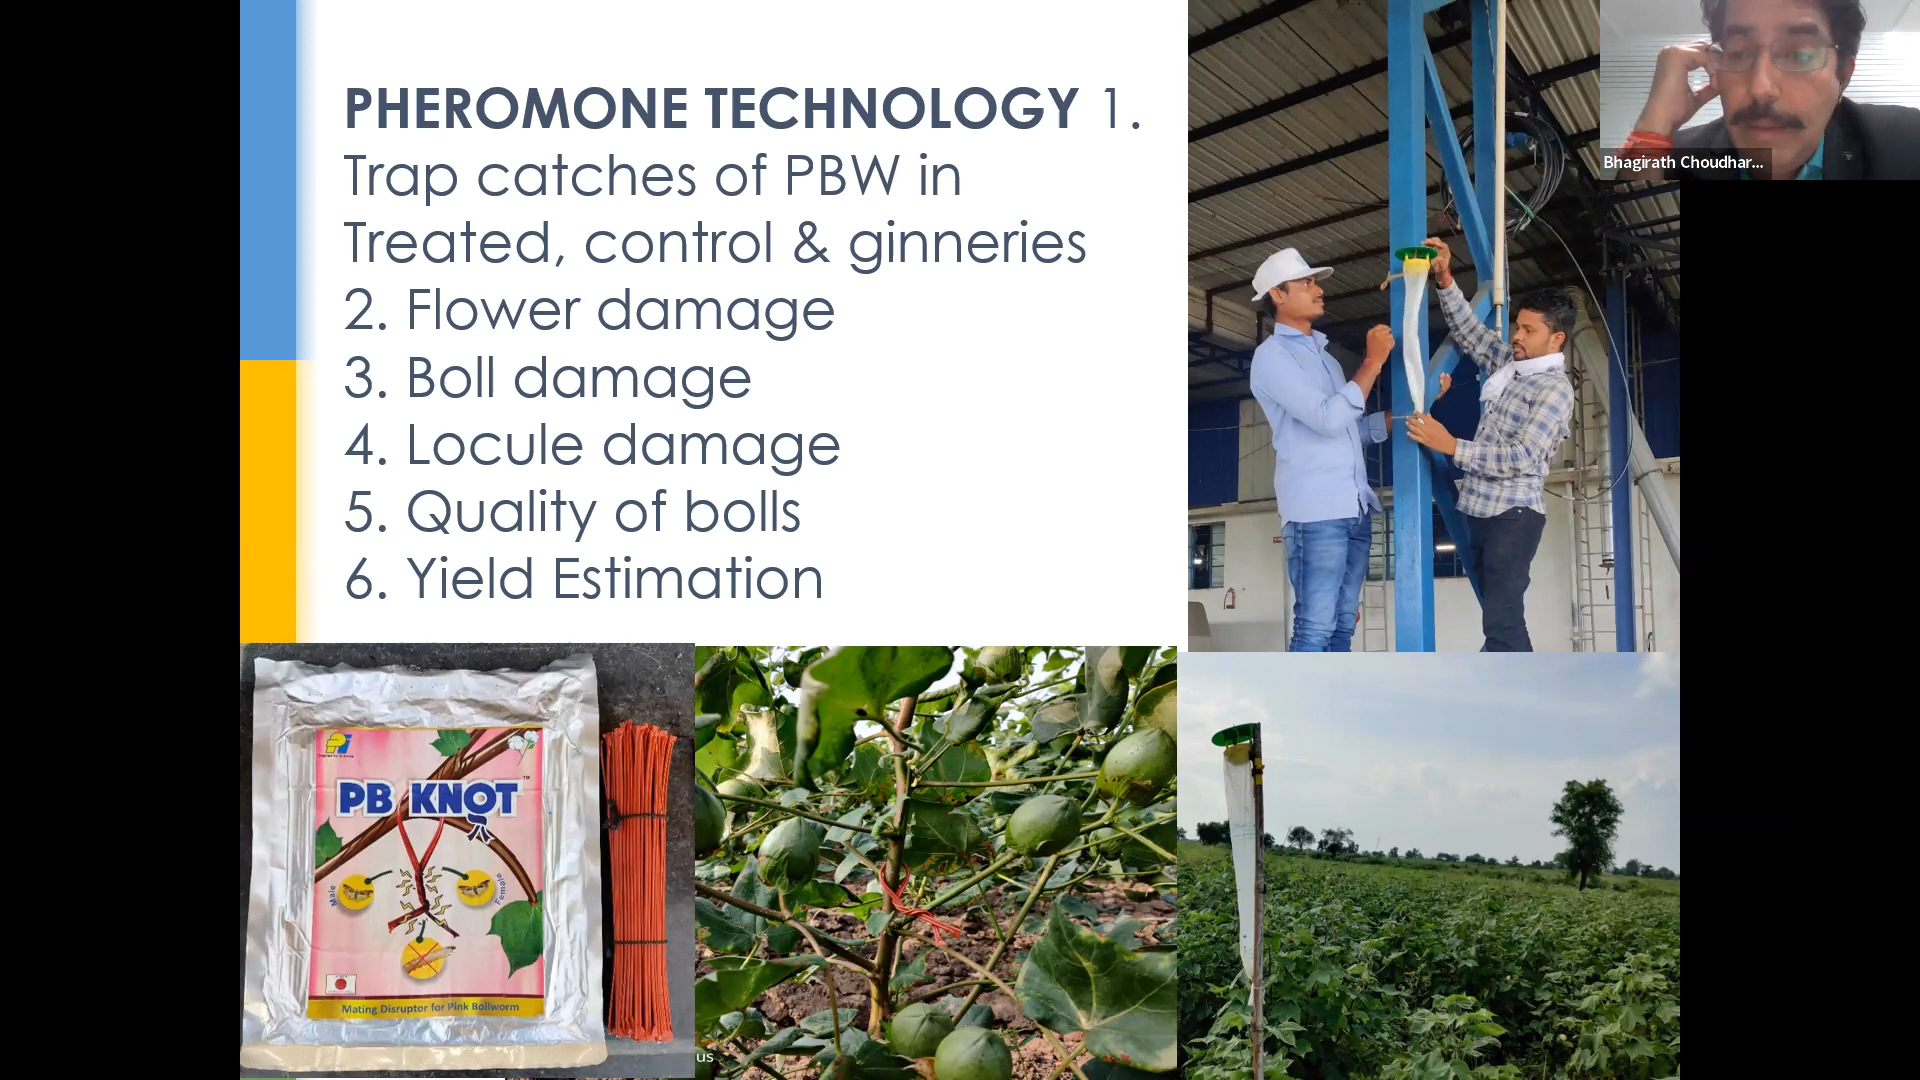 PHEROMONE TECHNOLOGY 1.
Trap catches of PBW in
Treated, control & ginneries
2. Flower damage
3. Boll damage
4. Locule damage
5. Quality of bolls
6. Yield Estimation
Bhagirath Choudhar...
PB KNOT™
Male
Female
Mating Disruptor for Pink Bollworm
us